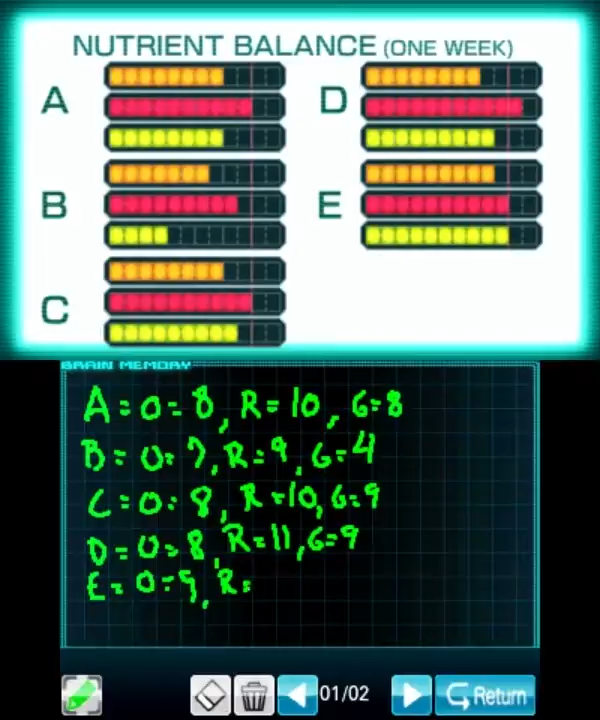 NUTRIENT BALANCE (ONE WEEK)
A
B
C
D
E
BRAIN MEMORY
A = O = 8, R = 10, G = 8
B = O = 7, R = 9, G = 4
C = O = 8, R = 10, G = 9
D = O = 8, R = 11, G = 9
E = O = 9, R =
01/02
Return